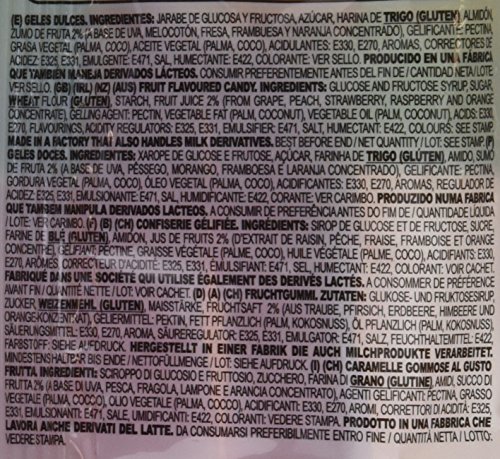 (E) GELES DULCES. INGREDIENTES: JARABE DE GLUCOSA Y FRUCTOSA, AZÚCAR, HARINA DE TRIGO (GLUTEN), ALMIDÓN,
ZUMO DE FRUTA 2% (A BASE DE UVA, MELOCOTÓN, FRESA, FRAMBUESA Y NARANJA CONCENTRADO), GELIFICANTE: PECTINA,
GRASA VEGETAL (PALMA, COCO), ACEITE VEGETAL (PALMA, COCO), ACIDULANTES: E330, E270, AROMAS, CORRECTORES DE
ACIDEZ: E325, E331, EMULGENTE: E471, SAL, HUMECTANTE: E422, COLORANTE: VER SELLO. PRODUCIDO EN UN A FÁBRICA
QUE TAMBIÉN MANEJA DERIVADOS LÁCTEOS. CONSUMIR PREFERENTEMENTE ANTES DEL FIN DE / CANTIDAD NETA / LOTE:
VER SELLO. (GB) (IRL) (NZ) (AUS) FRUIT FLAVOURED CANDY. INGREDIENTS: GLUCOSE AND FRUCTOSE SYRUP, SUGAR,
WHEAT FLOUR (GLUTEN), STARCH, FRUIT JUICE 2% (FROM GRAPE, PEACH, STRAWBERRY, RASPBERRY AND ORANGE
CONCENTRATE), GELLING AGENT: PECTIN, VEGETABLE FAT (PALM, COCONUT), VEGETABLE OIL (PALM, COCONUT), ACIDS: E330,
E270, FLAVOURINGS, ACIDITY REGULATORS: E325, E331, EMULSIFIER: E471, SALT, HUMECTANT: E422, COLOURS: SEE STAMP.
MADE IN A FACTORY THAT ALSO HANDLES MILK DERIVATIVES. BEST BEFORE END / NET QUANTITY / LOT: SEE STAMP. (P)
GELES DOCES. INGREDIENTES: XAROPE DE GLUCOSE E FRUTOSE, AÇÚCAR, FARINHA DE TRIGO (GLÚTEN), AMIDO, SUMO
DE FRUTA 2% (A BASE DE UVA, PÊSSEGO, MORANGO, FRAMBOESA E LARANJA CONCENTRADO), GELIFICANTE: PECTINA,
GORDURA VEGETAL (PALMA, COCO), ÓLEO VEGETAL (PALMA, COCO), ACIDIFICANTES: E330, E270, AROMAS, REGULADOR DE
ACIDEZ: E325, E331, EMULSIONANTE: E471, SAL, HUMECTANTE: E422, CORANTE: VER CARIMBO. PRODUZIDO NUMA FABRICA
QUE TAMBEM MANIPULA DERIVADOS LACTEOS. A CONSUMIR DE PREFERÊNCIA ANTES DO FIM DE / QUANTIDADE LÍQUIDA
/ LOTE: VER CARIMBO. (F) (B) (CH) CONFISERIE GÉLIFIÉE. INGRÉDIENTS: SIROP DE GLUCOSE ET DE FRUCTOSE, SUCRE,
FARINE DE BLÉ (GLUTEN), AMIDON, JUS DE FRUITS 2% (D'EXTRAIT DE RAISIN, PÊCHE, FRAISE, FRAMBOISE ET ORANGE
CONCENTRÉ), GÉLIFIANT: PECTINE, GRAISSE VÉGÉTALE (PALME, COCO), HUILE VÉGÉTALE (PALME, COCO), ACIDIFIANTS: E330,
E270, ARÔMES, CORRECTEUR D'ACIDITÉ: E325, E331, ÉMULSIFIANT: E471, SEL, HUMECTANT: E422, COLORANT: VOIR CACHET.
FABRIQUÉ DANS UNE SOCIÉTÉ QUI UTILISE ÉGALEMENT DES DERIVÉS LACTÉS. A CONSOMMER DE PRÉFÉRENCE
AVANT FIN / QUANTITÉ NETTE / LOT: VOIR CACHET. (D) (A) (CH) FRUCHTGUMMI. ZUTATEN: GLUKOSE- UND FRUKTOSESIRUP,
ZUCKER, WEIZENMEHL (GLUTEN), MAISSTÄRKE, FRUCHTSAFT 2% (AUS TRAUBE, PFIRSICH, ERDBEERE, HIMBEERE UND
ORANGE-KONZENTRAT), GELIERMITTEL: PEKTIN, FETT PFLANZLICH (PALM, KOKOSNUSS), ÖL PFLANZLICH (PALM, KOKOSNUSS),
SÄUERUNGSMITTEL: E330, E270, AROMA, SÄUREREGULATOR: E325, E331, EMULGATOR: E471, SALZ, FEUCHTHALTEMITTEL: E422,
FARBSTOFF: SIEHE AUFDRUCK. HERGESTELLT IN EINER FABRIK DIE AUCH MILCHPRODUKTE VERARBEITET.
MINDESTENS HALTBAR BIS ENDE / NETTOFÜLLMENGE / LOT: SIEHE AUFDRUCK. (I) (CH) CARAMELLE GOMMOSE AL GUSTO
FRUTTA. INGREDIENTI: SCIROPPO DI GLUCOSIO E FRUTTOSIO, ZUCCHERO, FARINA DI GRANO (GLUTINE), AMIDI, SUCCO DI
FRUTTA 2% (A BASE DI UVA, PESCA, FRAGOLA, LAMPONE E ARANCIA CONCENTRATO), AGENTI GELIFICANTI: PECTINA, GRASSO
VEGETALE (PALMA, COCCO), OLIO VEGETALE (PALMA, COCCO), ACIDIFICANTI: E330, E270, AROMI, CORRETTORI DI ACIDITÀ: E325,
E331, EMULSIONANTI: E471, SALE, UMIDIFICANTI: E422, COLORANTI: VEDERE STAMPA. PRODOTTO IN UNA FABBRICA CHE
LAVORA ANCHE DERIVATI DEL LATTE. DA CONSUMARSI PREFERIBILMENTE ENTRO FINE / QUANTITÀ NETTA / LOTTO:
VEDERE STAMPA.